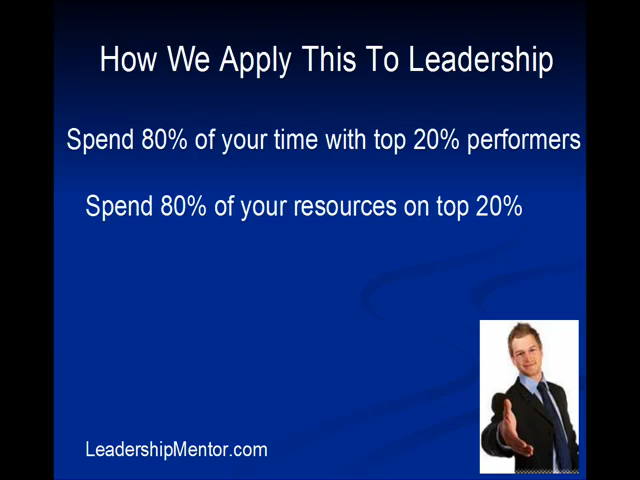 How We Apply This To Leadership
Spend 80% of your time with top 20% performers
Spend 80% of your resources on top 20%
LeadershipMentor.com